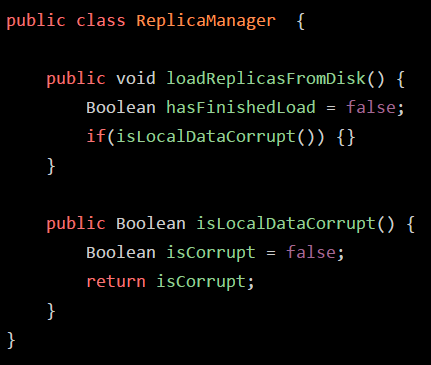 public class ReplicaManager  {
    public void loadReplicasFromDisk() {
        Boolean hasFinishedLoad = false;
        if(isLocalDataCorrupt()) {}
    }
    public Boolean isLocalDataCorrupt() {
        Boolean isCorrupt = false;
        return isCorrupt;
    }
}